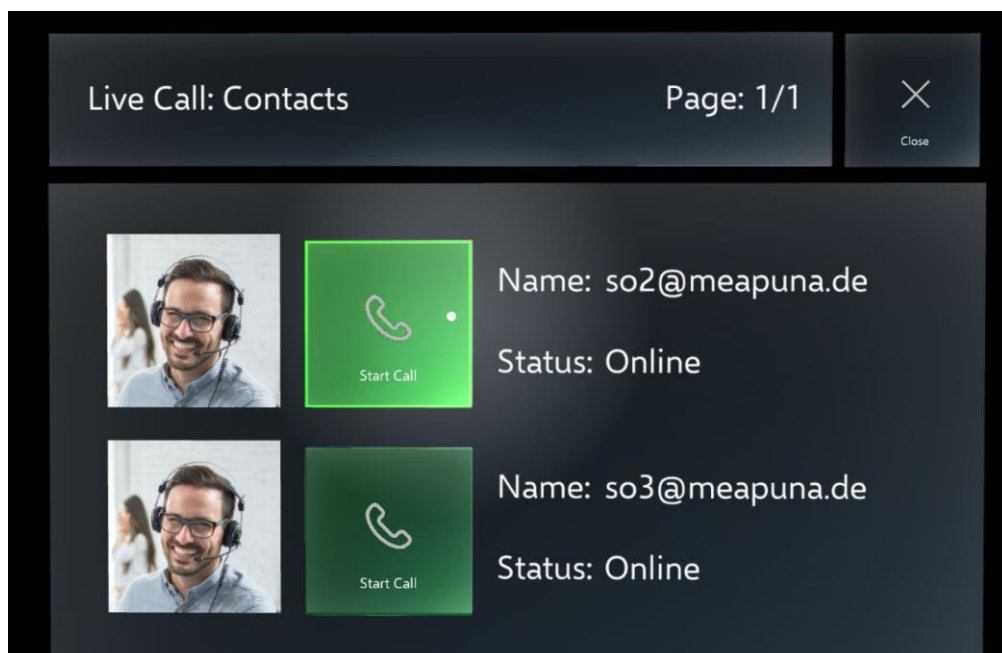 Live Call: Contacts
Page: 1/1
Close
Start Call
Name: so2@meapuna.de
Status: Online
Start Call
Name: so3@meapuna.de
Status: Online